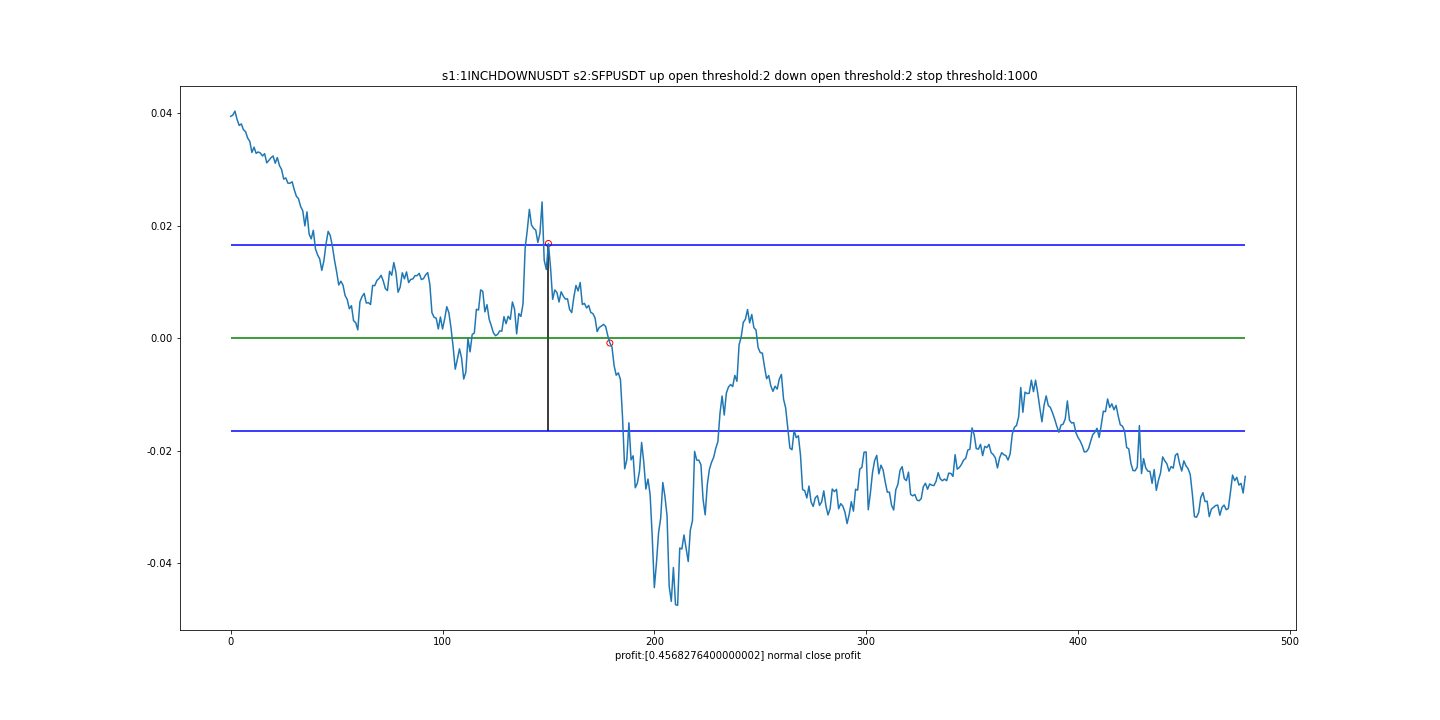 s1:1INCHDOWNUSDT s2:SFPUSDT up open threshold:2 down open threshold:2 stop threshold:1000
0.04
0.02
0.00
-0.02
-0.04
0 100 200 300 400 500
profit:[0.4568276400000002] normal close profit